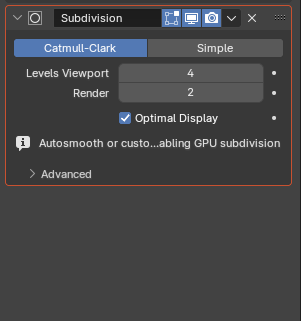 Subdivision
Catmull-Clark Simple
Levels Viewport 4
Render 2
Optimal Display
Autosmooth or custo...abling GPU subdivision
Advanced